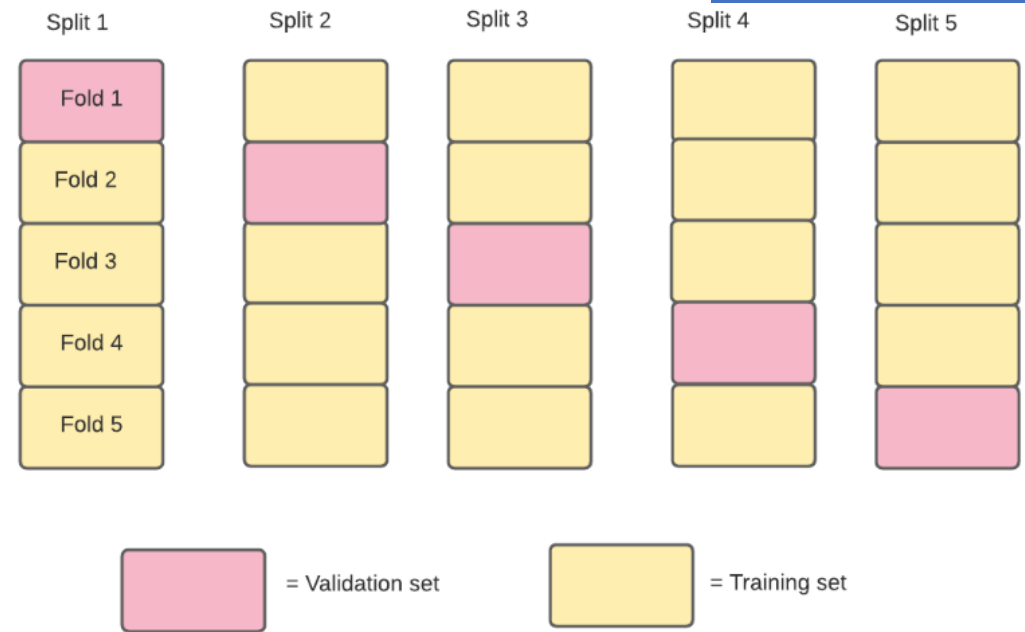 Split 1
Split 2
Split 3
Split 4
Split 5
Fold 1
Fold 2
Fold 3
Fold 4
Fold 5
= Validation set
= Training set